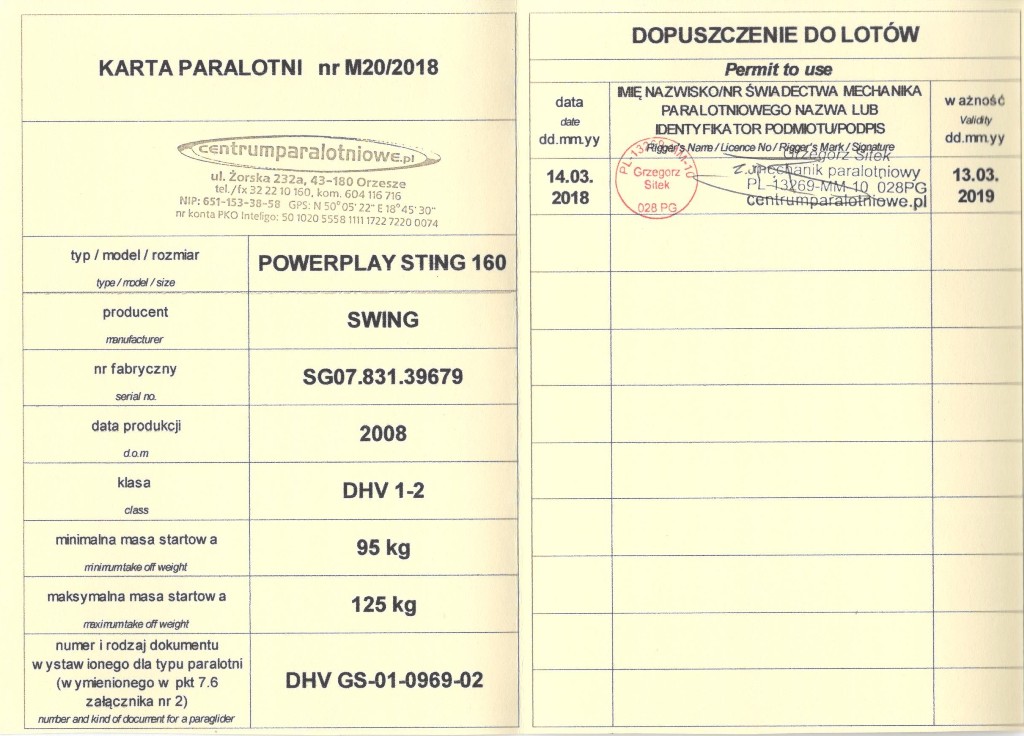 KARTA PARALOTNI nr M20/2018
centrumparalotniowe.pl
ul. Żorska 232a, 43-180 Orzesze
tel./fx 32 22 10 160, kom. 604 116 716
NIP: 651-153-38-58 GPS: N 50°05'22" E 18°45'30"
nr konta PKO Inteligo: 50 1020 5558 1111 1722 7220 0074
typ / model / rozmiar
type / model / size
POWERPLAY STING 160
producent
manufacturer
SWING
nr fabryczny
serial no.
SG07.831.39679
data produkcji
d.o.m
2008
klasa
class
DHV 1-2
minimalna masa startowa
minimum take off weight
95 kg
maksymalna masa startowa
maximum take off weight
125 kg
numer i rodzaj dokumentu
wystawionego dla typu paralotni
(wymienionego w pkt 7.6
załącznika nr 2)
number and kind of document for a paraglider
DHV GS-01-0969-02
DOPUSZCZENIE DO LOTÓW
Permit to use
data
date
dd.mm.yy
IMIĘ NAZWISKO/NR ŚWIADECTWA MECHANIKA
PARALOTNIOWEGO NAZWA LUB
IDENTYFIKATOR PODMIOTU/PODPIS
Rigger's Name / Licence No / Rigger's Mark / Signature
ważność
Validity
dd.mm.yy
14.03.
2018
PL-13269-MM-10
Grzegorz
Sitek
028 PG
Grzegorz Sitek
mechanik paralotniowy
PL-13269-MM-10 028PG
centrumparalotniowe.pl
13.03.
2019